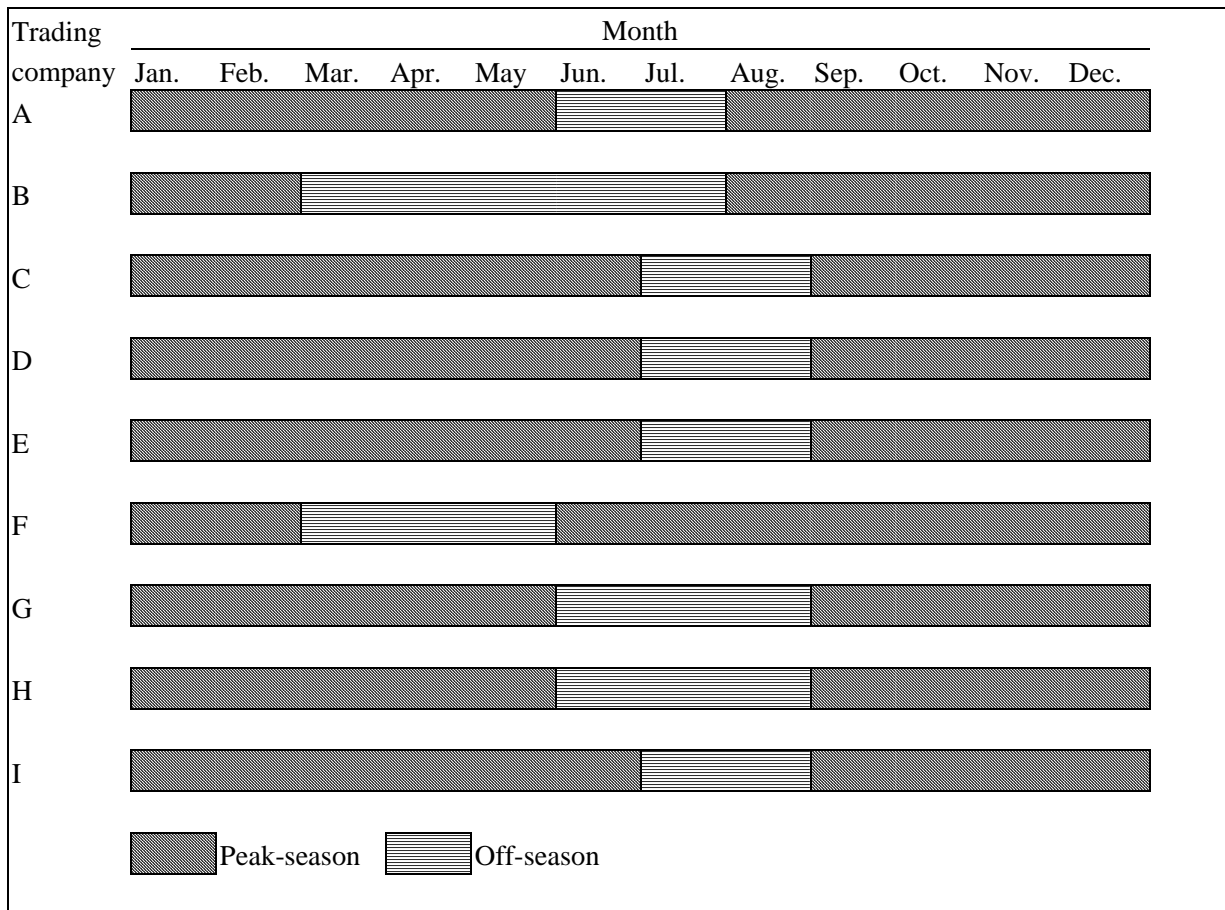 Trading
Month
company Jan. Feb. Mar. Apr. May Jun. Jul. Aug. Sep. Oct. Nov. Dec.
A
B
C
D
E
F
G
H
I
Peak-season Off-season